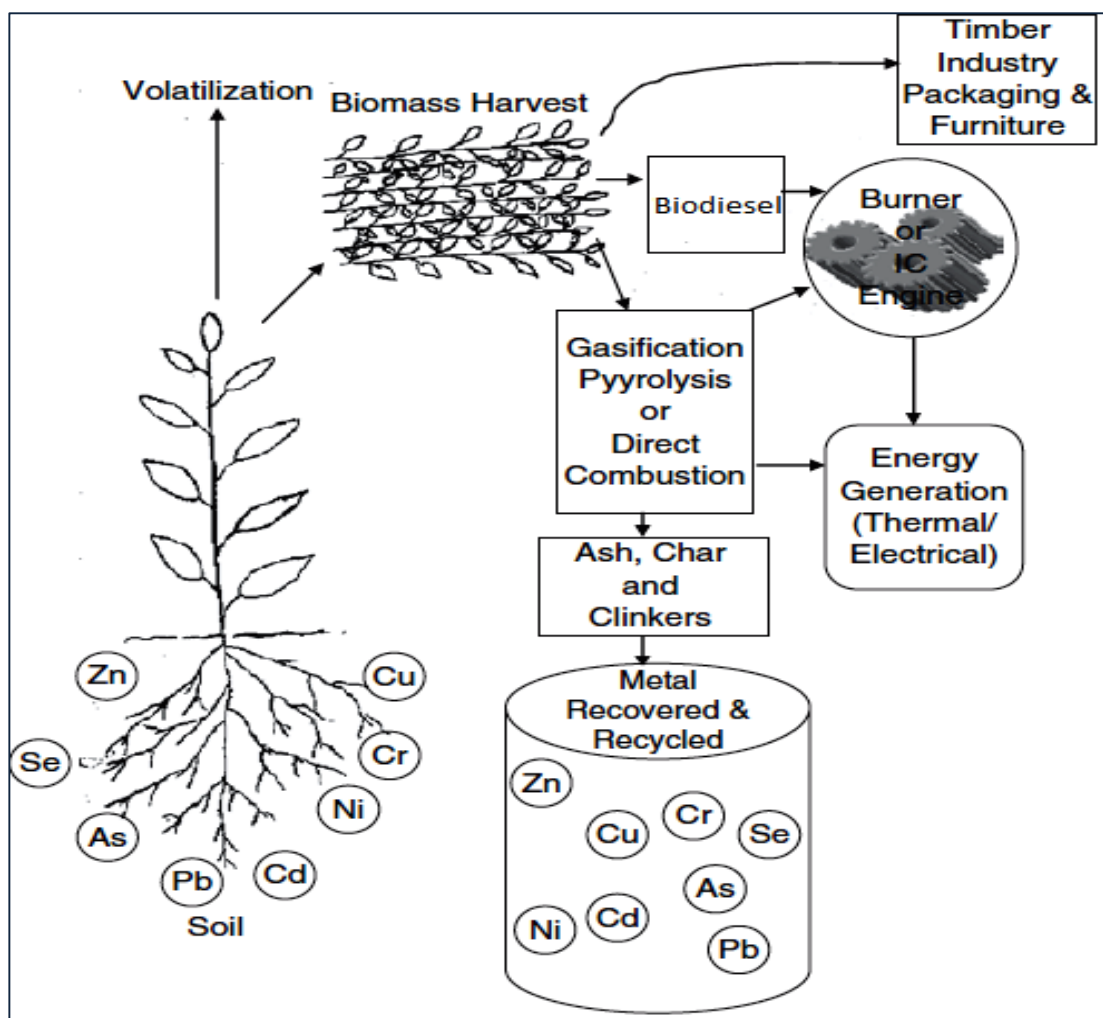 Timber
Industry
Packaging &
Furniture
Volatilization
Biomass Harvest
Biodiesel
Burner
or
IC
Engine
Gasification
Pyyrolysis
or
Direct
Combustion
Energy
Generation
(Thermal/
Electrical)
Ash, Char
and
Clinkers
Zn
Cu
Se
Cr
Ni
As
Pb
Cd
Soil
Metal
Recovered &
Recycled
Zn
Cu
Cr
Se
As
Ni
Cd
Pb